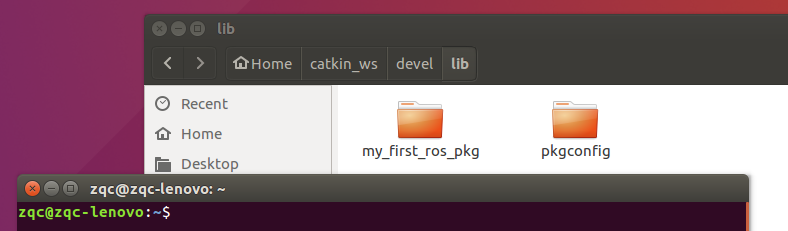 lib
Home catkin_ws devel lib
Recent
Home
Desktop
my_first_ros_pkg pkgconfig
zqc@zqc-lenovo: ~
zqc@zqc-lenovo:~$